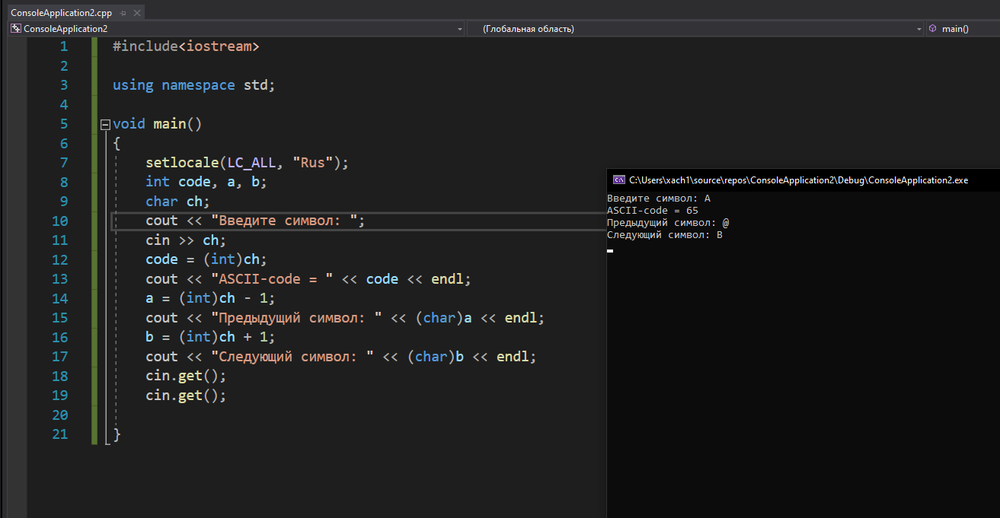 ConsoleApplication2.cpp
ConsoleApplication2 (Глобальная область) main()
1 #include<iostream>
2
3 using namespace std;
4
5 void main()
6 {
7 setlocale(LC_ALL, "Rus");
8 int code, a, b;
9 char ch;
10 cout << "Введите символ: ";
11 cin >> ch;
12 code = (int)ch;
13 cout << "ASCII-code = " << code << endl;
14 a = (int)ch - 1;
15 cout << "Предыдущий символ: " << (char)a << endl;
16 b = (int)ch + 1;
17 cout << "Следующий символ: " << (char)b << endl;
18 cin.get();
19 cin.get();
20
21 }
C:\Users\xach1\source\repos\ConsoleApplication2\Debug\ConsoleApplication2.exe
Введите символ: A
ASCII-code = 65
Предыдущий символ: @
Следующий символ: B